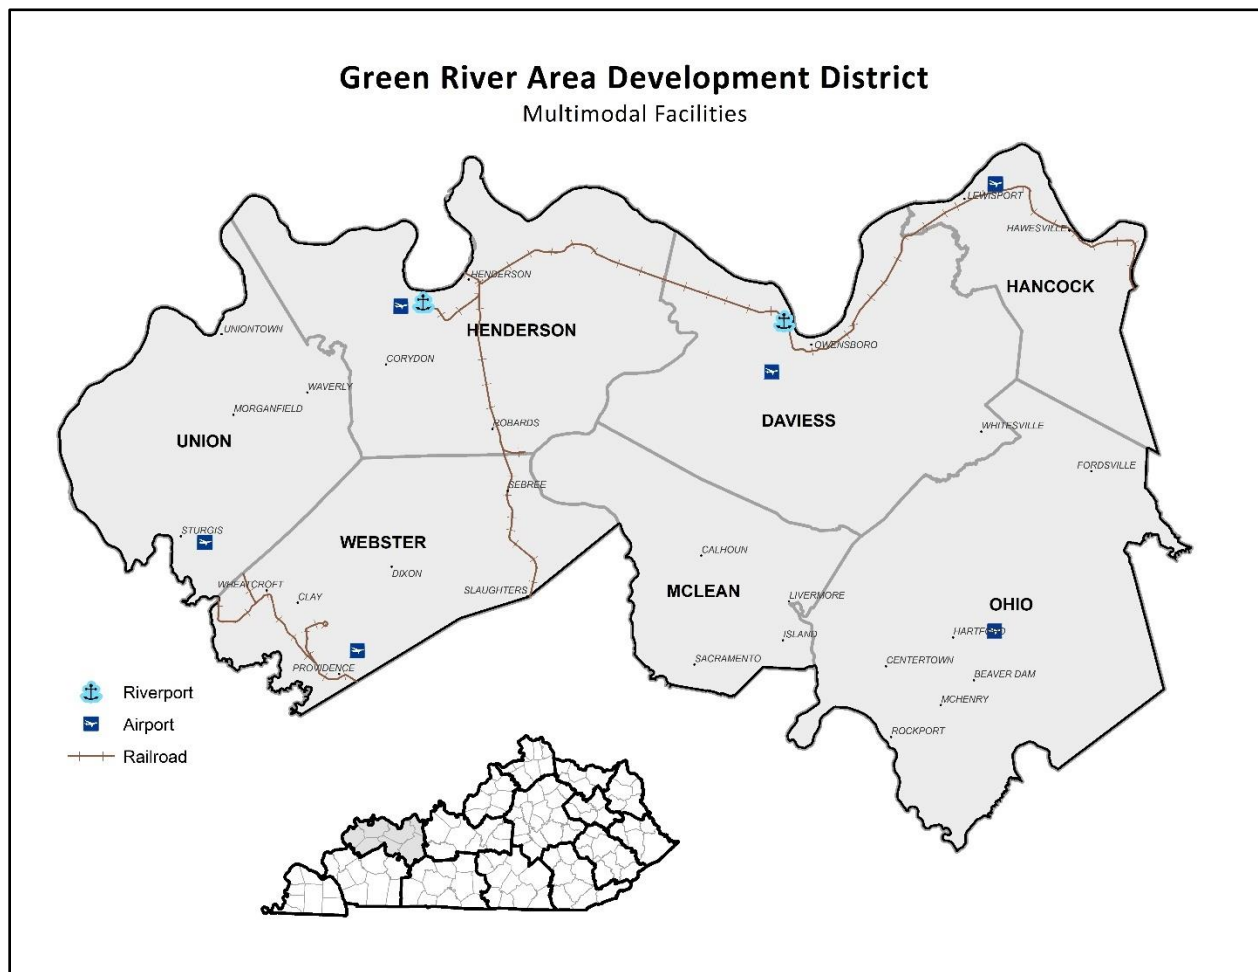 Green River Area Development District
Multimodal Facilities
LEWISPORT
HAWESVILLE
HANCOCK
HENDERSON
HENDERSON
UNIONTOWN
OWENSBORO
CORYDON
WAVERLY
MORGANFIELD
UNION
ROBARDS
DAVIESS
WHITESVILLE
FORDSVILLE
SEBREE
STURGIS
WEBSTER
DIXON
CALHOUN
WHEATCROFT
CLAY
SLAUGHTERS
MCLEAN
LIVERMORE
OHIO
HARTFORD
ISLAND
SACRAMENTO
CENTERTOWN
PROVIDENCE
BEAVER DAM
MCHENRY
ROCKPORT
Riverport
Airport
Railroad